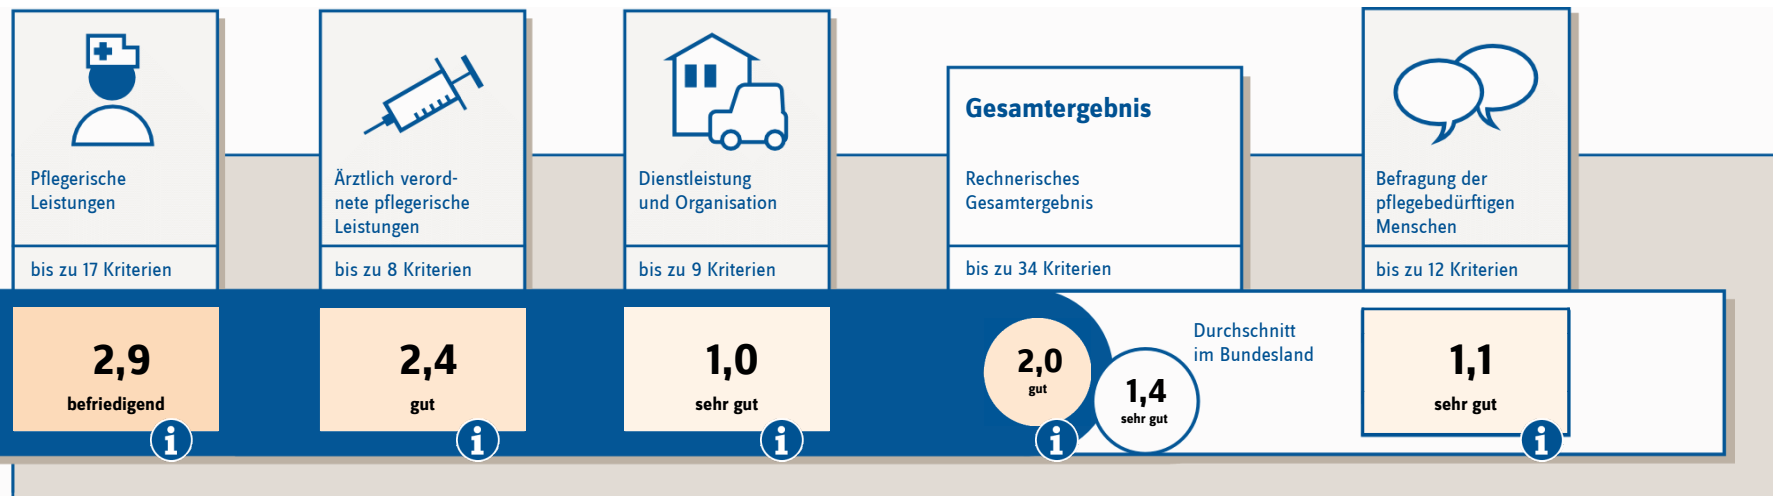 Pflegerische
Leistungen
bis zu 17 Kriterien
2,9
befriedigend
i
Ärztlich verord-
nete pflegerische
Leistungen
bis zu 8 Kriterien
2,4
gut
i
Dienstleistung
und Organisation
bis zu 9 Kriterien
1,0
sehr gut
i
Gesamtergebnis
Rechnerisches
Gesamtergebnis
bis zu 34 Kriterien
2,0
gut
i
1,4
sehr gut
Durchschnitt
im Bundesland
Befragung der
pflegebedürftigen
Menschen
bis zu 12 Kriterien
1,1
sehr gut
i